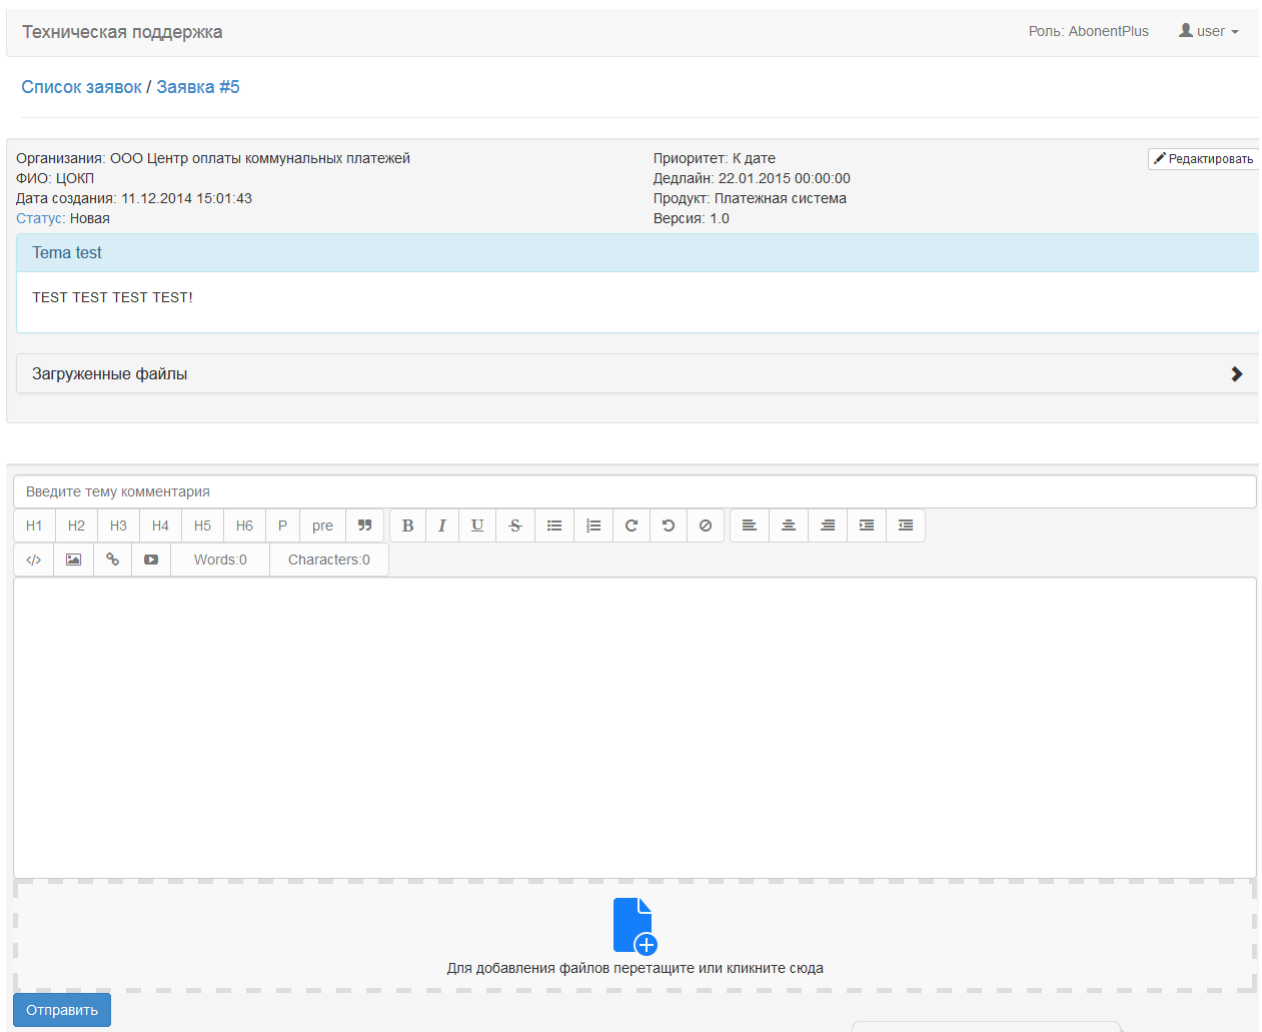 Техническая поддержка Роль: AbonentPlus user
Список заявок / Заявка #5
Организания: ООО Центр оплаты коммунальных платежей Приоритет: К дате Редактировать
ФИО: ЦОКП Дедлайн: 22.01.2015 00:00:00
Дата создания: 11.12.2014 15:01:43 Продукт: Платежная система
Статус: Новая Версия: 1.0
Tema test
TEST TEST TEST TEST!
Загруженные файлы
Введите тему комментария
H1 H2 H3 H4 H5 H6 P pre B I U S
</> Words:0 Characters:0
Для добавления файлов перетащите или кликните сюда
Отправить